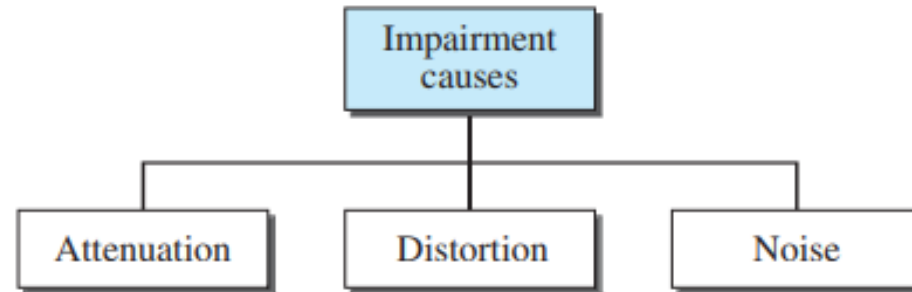 Impairment
causes
Attenuation
Distortion
Noise